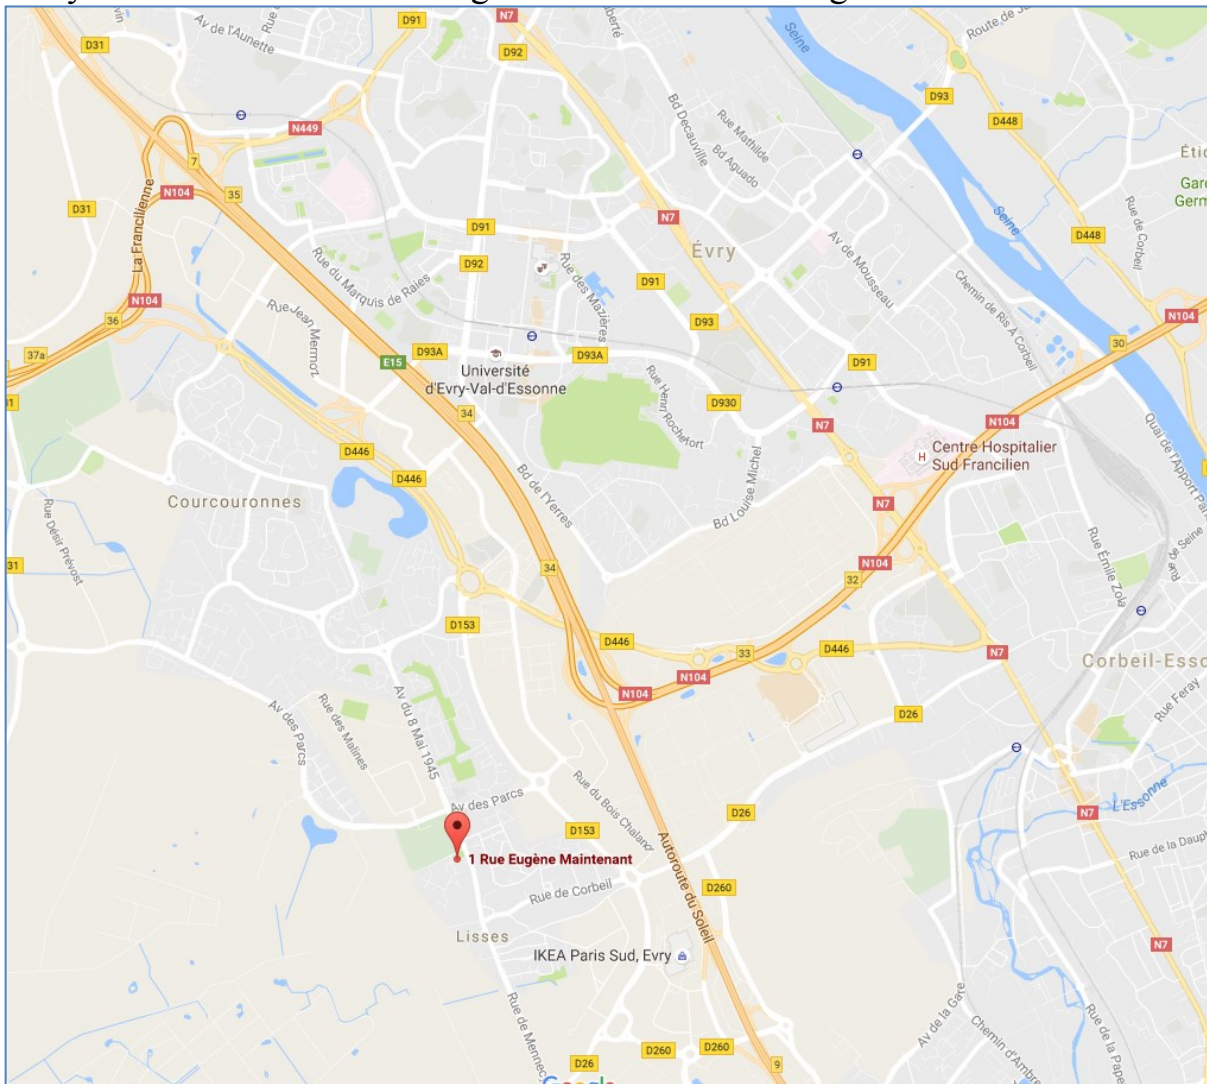 N7
D91
Av de l'Aunette
D31
D92
Seine
D93
D448
N449
Bd Decauville
Rue Mathilde
Bd Aguado
7
N104
35
D31
La Francilienne
Seine
Rue de Corbeil
D448
N7
D91
Évry
Av de Mousseau
D92
Rue du Marquis de Raies
Rue des Mazières
D91
Chemin de Ris À Corbeil
N104
36
Rue Jean Mermoz
D93
N104
30
37a
E15
D93A
D93A
D91
Université
d'Evry-Val-d'Essonne
Rue Henri Rochefort
D930
34
N7
N104
Centre Hospitalier
Sud Francilien
Quai de l'Apport Paris
D446
D446
Courcouronnes
Bd de l'Yerres
Bd Louise Michel
N7
Rue Désir Prévost
31
34
N104
32
Rue Émile Zola
D153
D446
33
D446
N7
Corbeil-Esso
N104
N104
Av du 8 Mai 1945
Av des Parcs
Rue des Malines
D26
Rue Feray
Av des Parcs
Rue du Bois Chaland
D26
N7
L'Essonne
D153
Autoroute du Soleil
1 Rue Eugène Maintenant
Rue de Corbeil
D260
Lisses
IKEA Paris Sud, Evry
N7
Rue de Mennec
Av de la Gare
D26
D260
D260
9